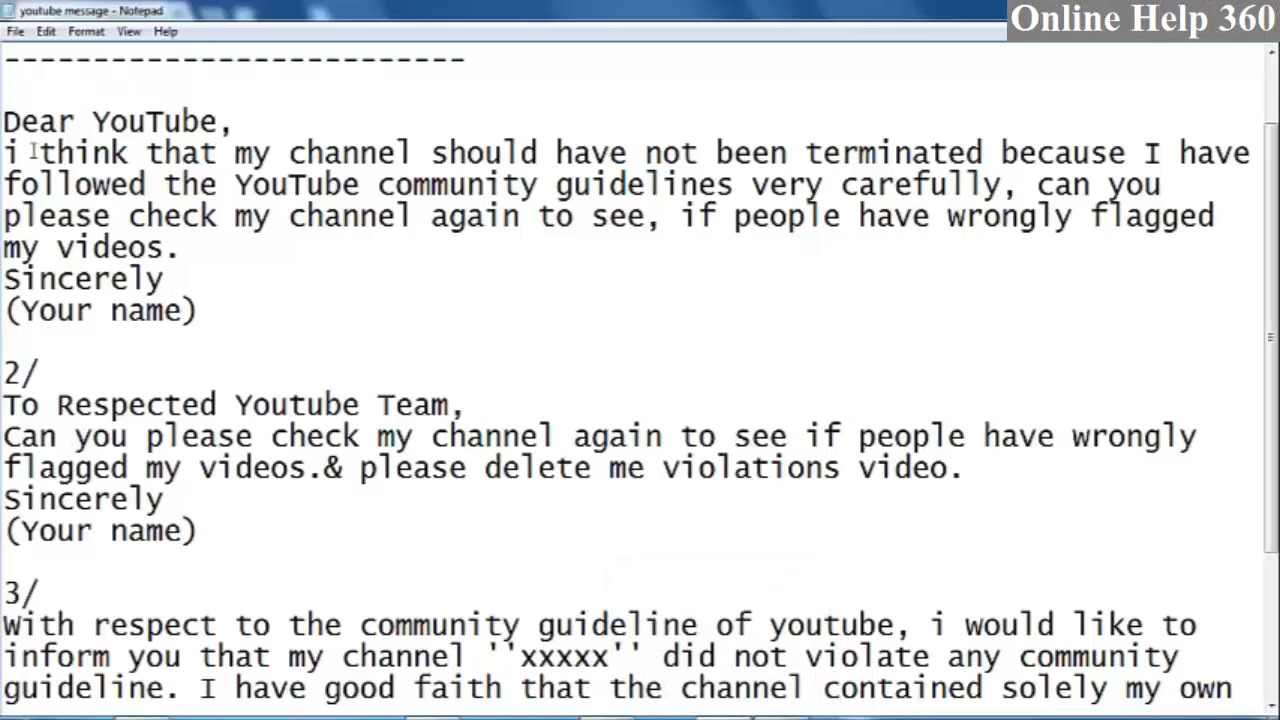 youtube message - Notepad
Online Help 360
File Edit Format View Help
--------------------------
Dear YouTube,
i think that my channel should have not been terminated because I have
followed the YouTube community guidelines very carefully, can you
please check my channel again to see, if people have wrongly flagged
my videos.
Sincerely
(Your name)
2/
To Respected Youtube Team,
Can you please check my channel again to see if people have wrongly
flagged my videos.& please delete me violations video.
Sincerely
(Your name)
3/
With respect to the community guideline of youtube, i would like to
inform you that my channel ''xxxxx'' did not violate any community
guideline. I have good faith that the channel contained solely my own